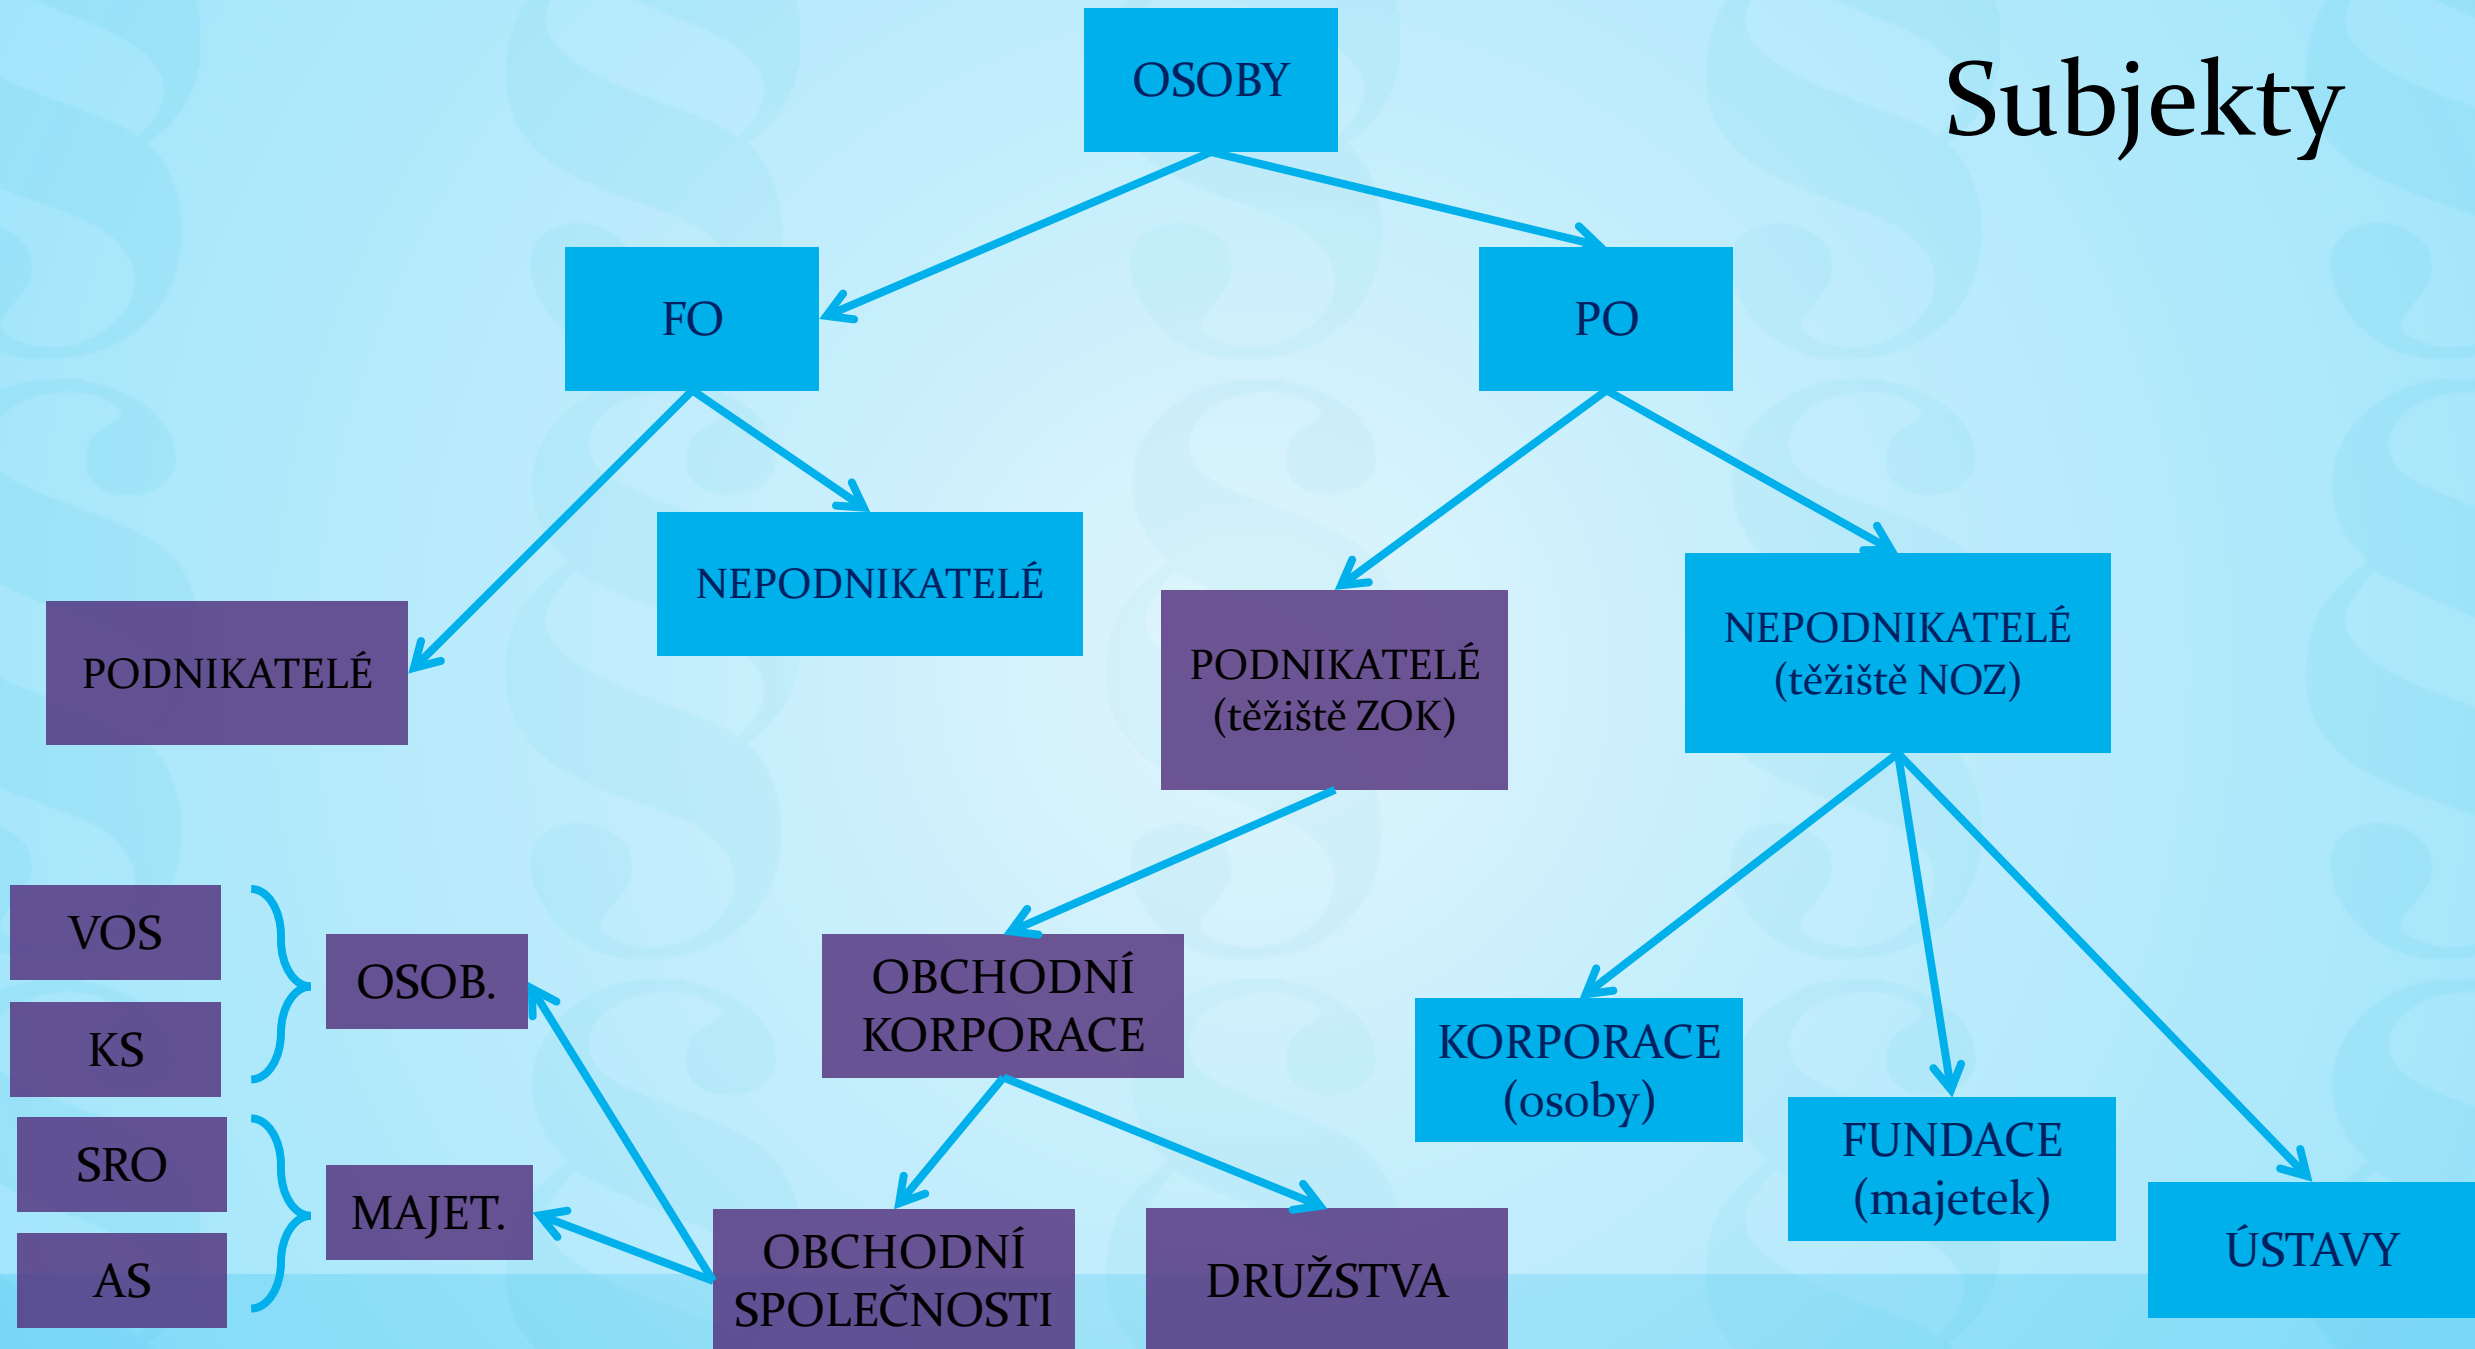 OSOBY
Subjekty
FO
PO
NEPODNIKATELÉ
PODNIKATELÉ
PODNIKATELÉ
(těžiště ZOK)
NEPODNIKATELÉ
(těžiště NOZ)
VOS
KS
OSOB.
SRO
AS
MAJET.
OBCHODNÍ
KORPORACE
OBCHODNÍ
SPOLEČNOSTI
DRUŽSTVA
KORPORACE
(osoby)
FUNDACE
(majetek)
ÚSTAVY